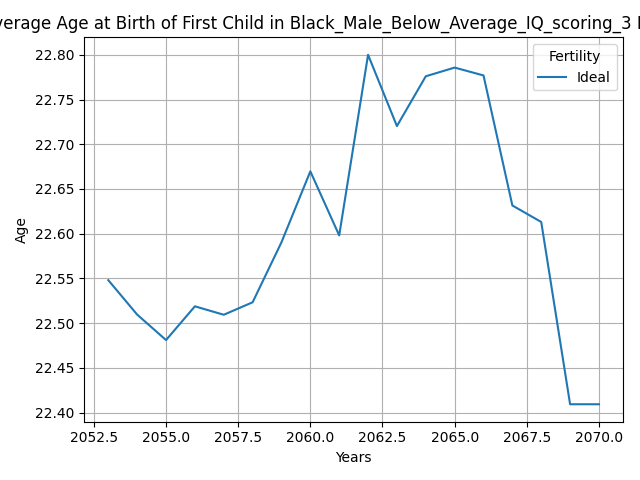 verage Age at Birth of First Child in Black_Male_Below_Average_IQ_scoring_3
Fertility
Ideal
22.80
22.75
22.70
22.65
22.60
22.55
22.50
22.45
22.40
Age
2052.5 2055.0 2057.5 2060.0 2062.5 2065.0 2067.5 2070.0
Years